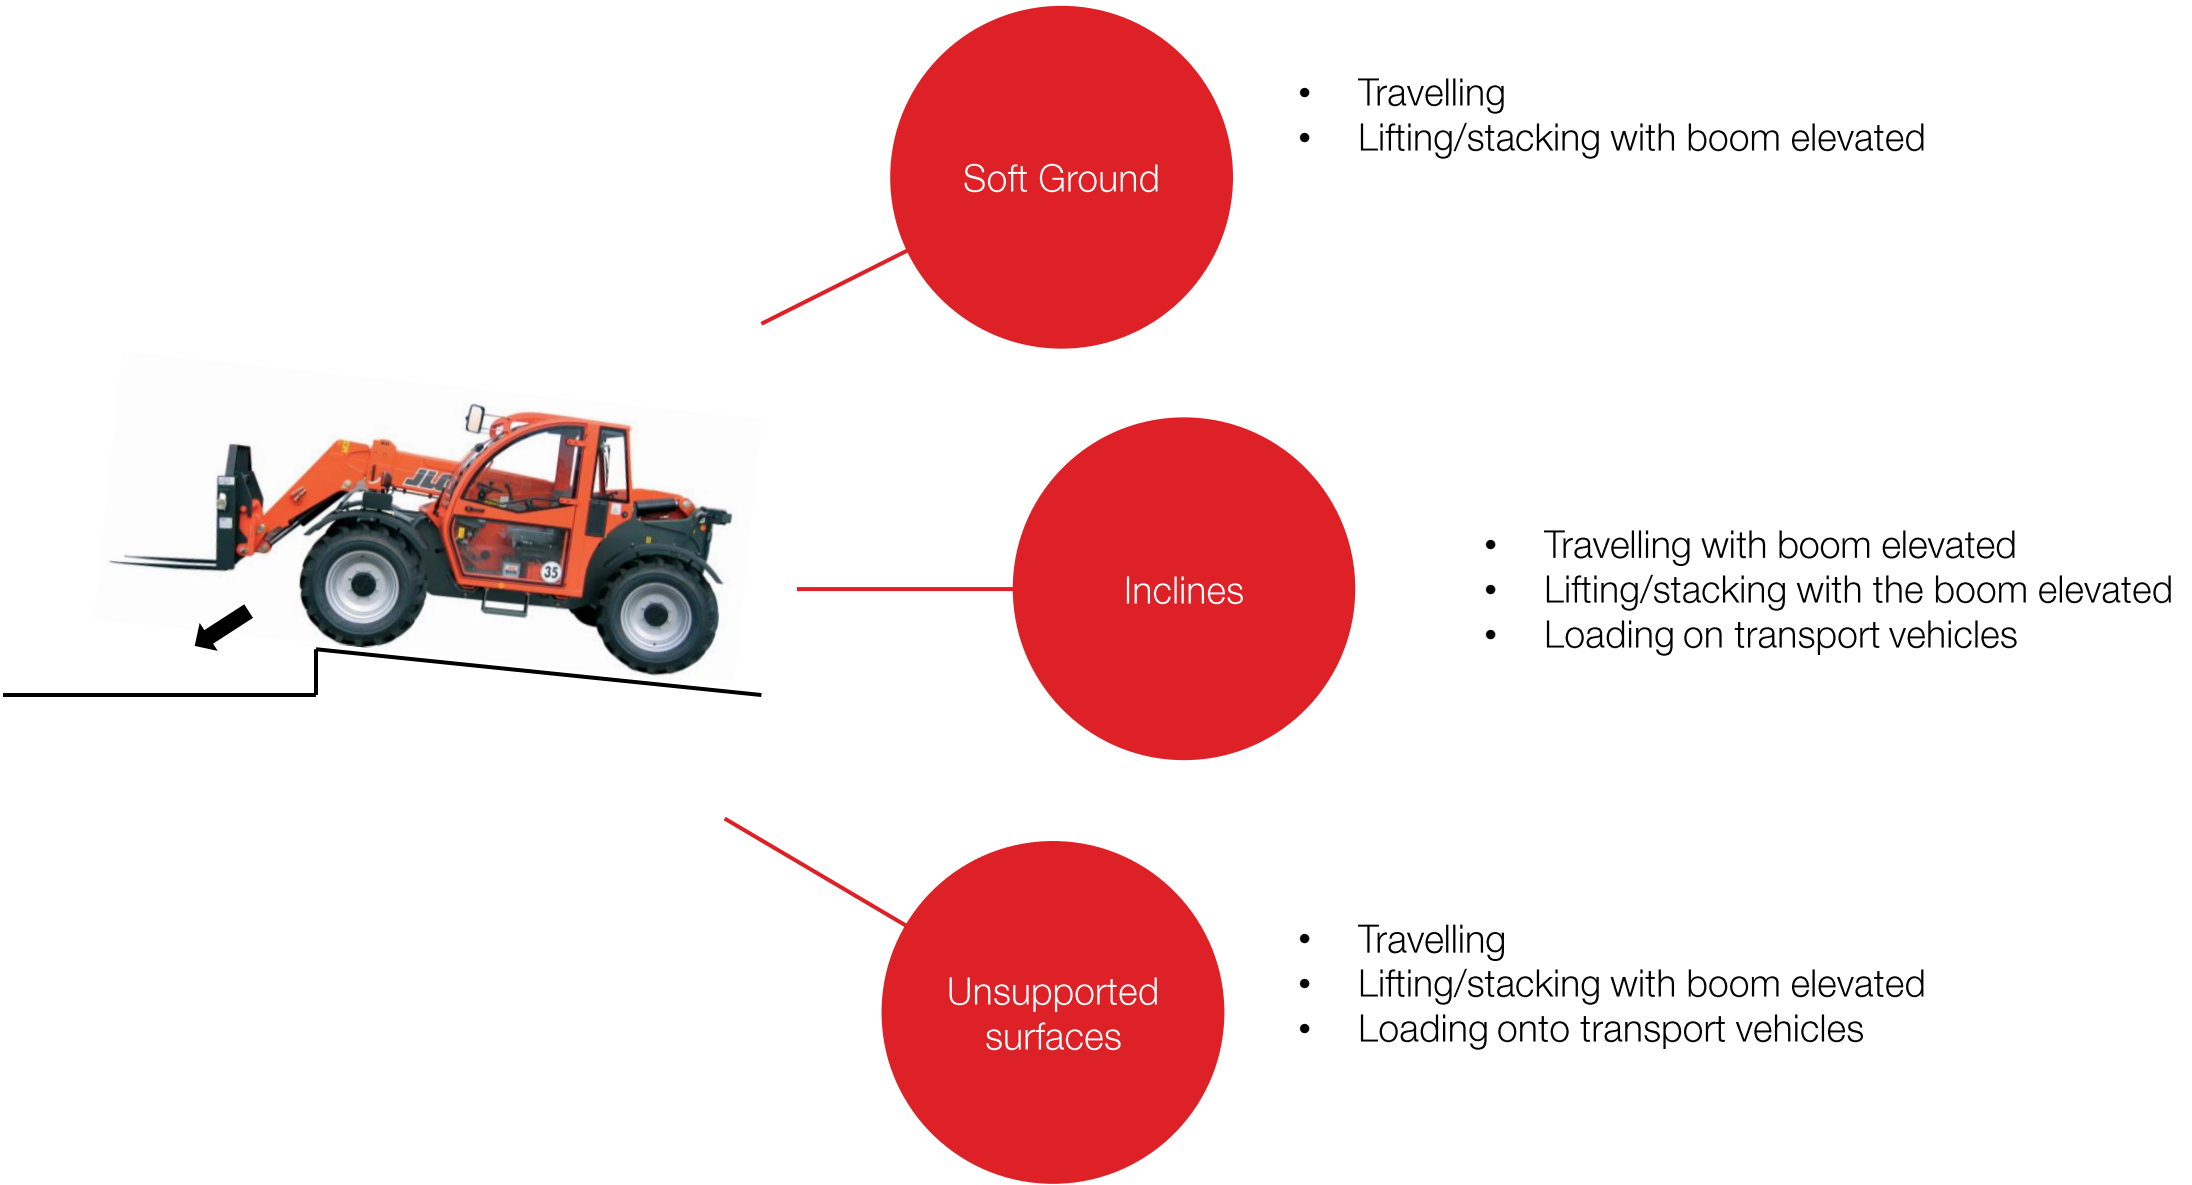 Soft Ground
• Travelling
• Lifting/stacking with boom elevated
35
Inclines
• Travelling with boom elevated
• Lifting/stacking with the boom elevated
• Loading on transport vehicles
Unsupported
surfaces
• Travelling
• Lifting/stacking with boom elevated
• Loading onto transport vehicles